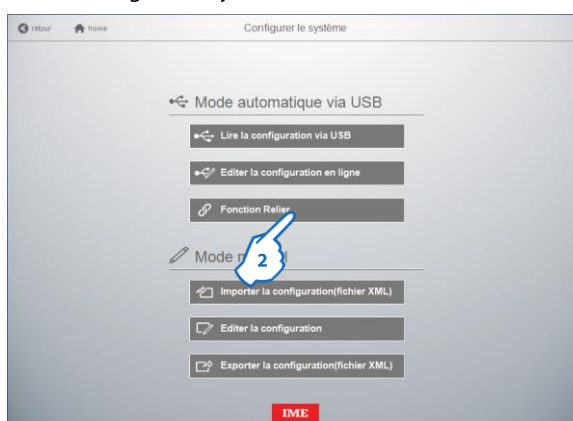 retour home Configurer le système
Mode automatique via USB
Lire la configuration via USB
Editer la configuration en ligne
Fonction Relier
2
Mode
Importer la configuration(fichier XML)
Editer la configuration
Exporter la configuration(fichier XML)
IME